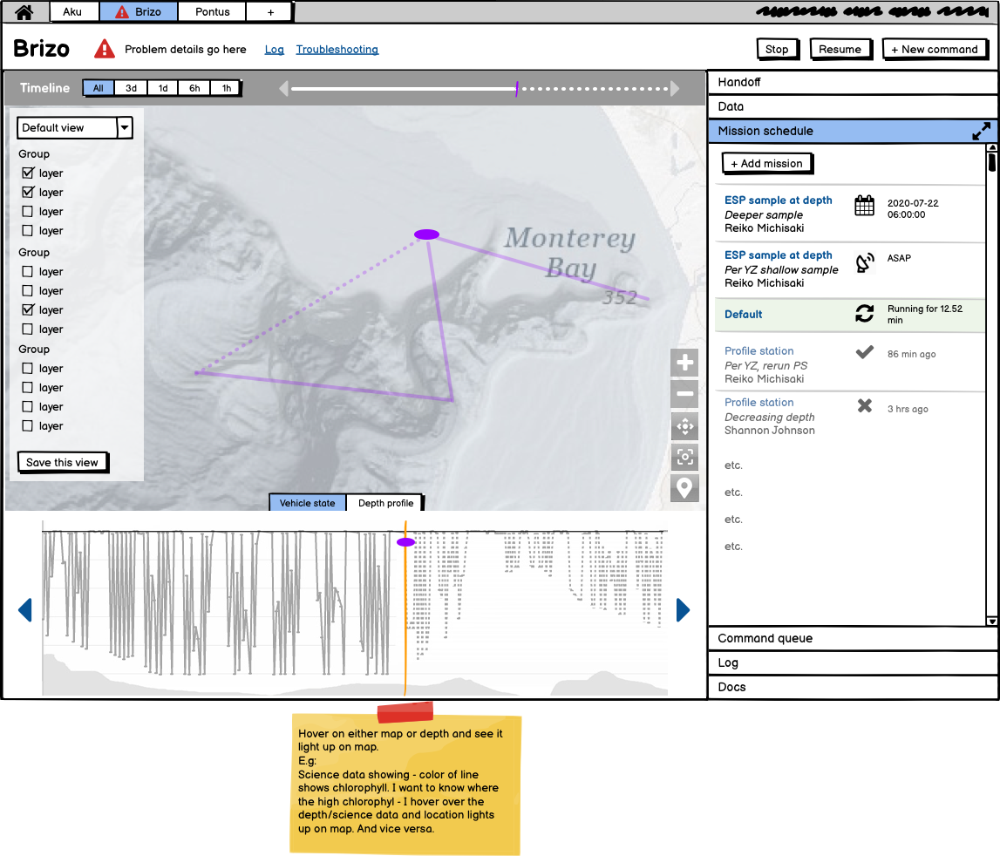 Aku
Brizo
Pontus
+
Brizo
Problem details go here
Log
Troubleshooting
Stop
Resume
+ New command
Timeline
All
3d
1d
6h
1h
Default view
Group
layer
layer
layer
layer
Group
layer
layer
layer
layer
Group
layer
layer
layer
layer
Save this view
Monterey
Bay
352
Vehicle state
Depth profile
Handoff
Data
Mission schedule
+ Add mission
ESP sample at depth
Deeper sample
Reiko Michisaki
2020-07-22
06:00:00
ESP sample at depth
Per YZ shallow sample
Reiko Michisaki
ASAP
Default
Running for 12.52
min
Profile station
Per YZ, rerun PS
Reiko Michisaki
86 min ago
Profile station
Decreasing depth
Shannon Johnson
3 hrs ago
etc.
etc.
etc.
etc.
Command queue
Log
Docs
Hover on either map or depth and see it
light up on map.
E.g:
Science data showing - color of line
shows chlorophyll. I want to know where
the high chlorophyl - I hover over the
depth/science data and location lights
up on map. And vice versa.